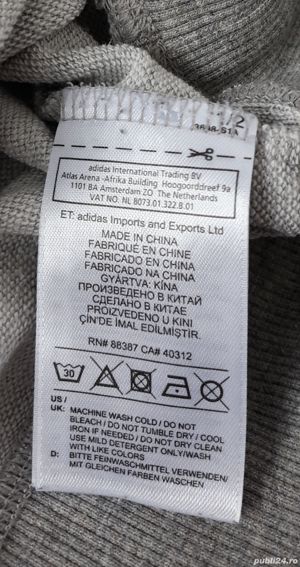 /2
adidas International Trading BV
Atlas Arena -Afrika Building Hoogoorddreef 9a
1101 BA Amsterdam ZO The Netherlands
VAT NO. NL 8073.01.322.B.01
ET: adidas Imports and Exports Ltd
MADE IN CHINA
FABRIQUÉ EN CHINE
FABRICADO EN CHINA
FABRICADO NA CHINA
GYÁRTVA: KÍNA
ПРОИЗВЕДЕНО В КИТАЙ
СДЕЛАНО В КИТАЕ
PROIZVEDENO U KINI
ÇİN'DE İMAL EDİLMİŞTİR.
RN# 88387 CA# 40312
30
US /
UK: MACHINE WASH COLD / DO NOT
BLEACH / DO NOT TUMBLE DRY / COOL
IRON IF NEEDED / DO NOT DRY CLEAN
USE MILD DETERGENT ONLY/WASH
WITH LIKE COLORS
D: BITTE FEINWASCHMITTEL VERWENDEN/
MIT GLEICHEN FARBEN WASCHEN
publi24.ro